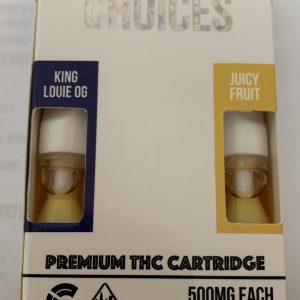 CHOICES
KING
LOUIE OG
JUICY
FRUIT
PREMIUM THC CARTRIDGE
500MG EACH